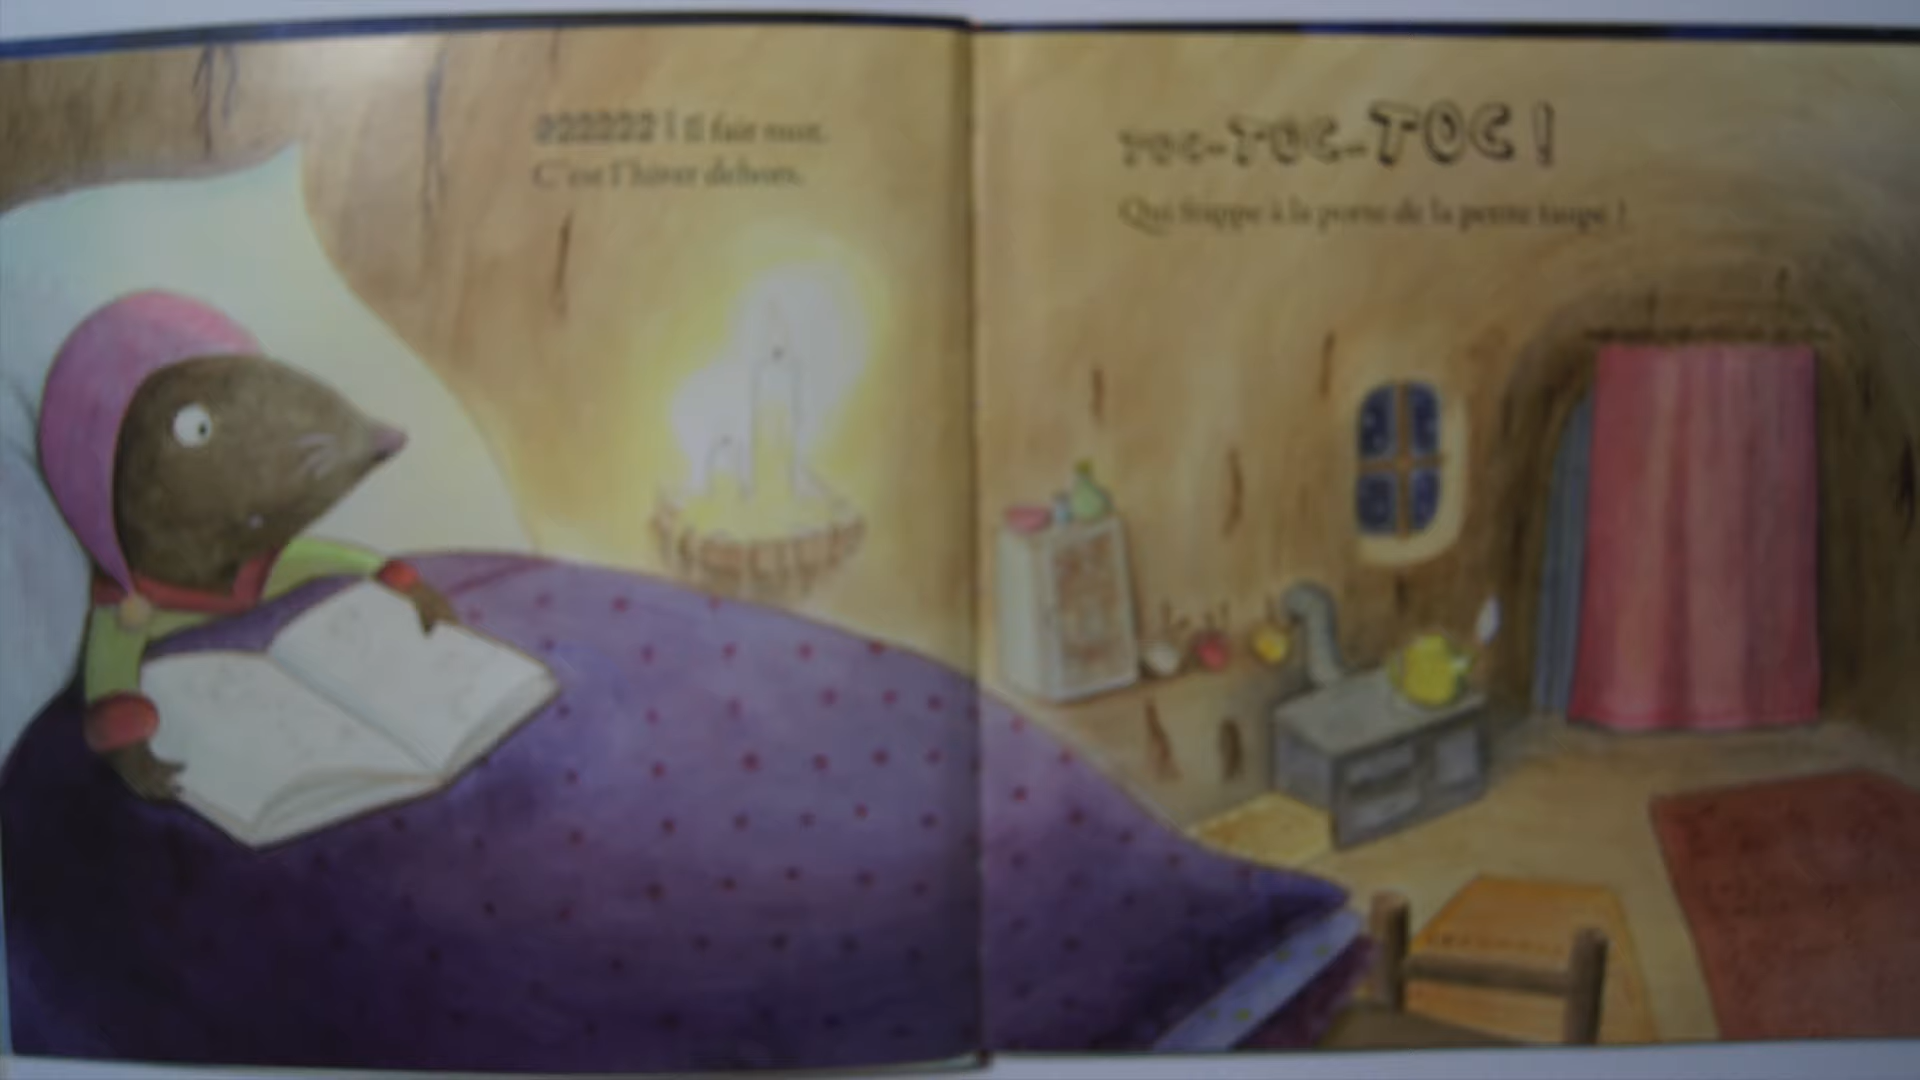 ! Il fait nuit.
C'est l'hiver dehors.
TOC-TOC-TOC !
Qui frappe à la porte de la petite taupe ?